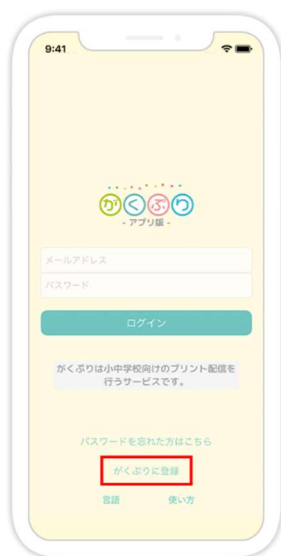 9:41
がくぷり
- アプリ版 -
メールアドレス
パスワード
ログイン
がくぷりは小中学校向けのプリント配信を
行うサービスです。
パスワードを忘れた方はこちら
がくぷりに登録
言語 使い方